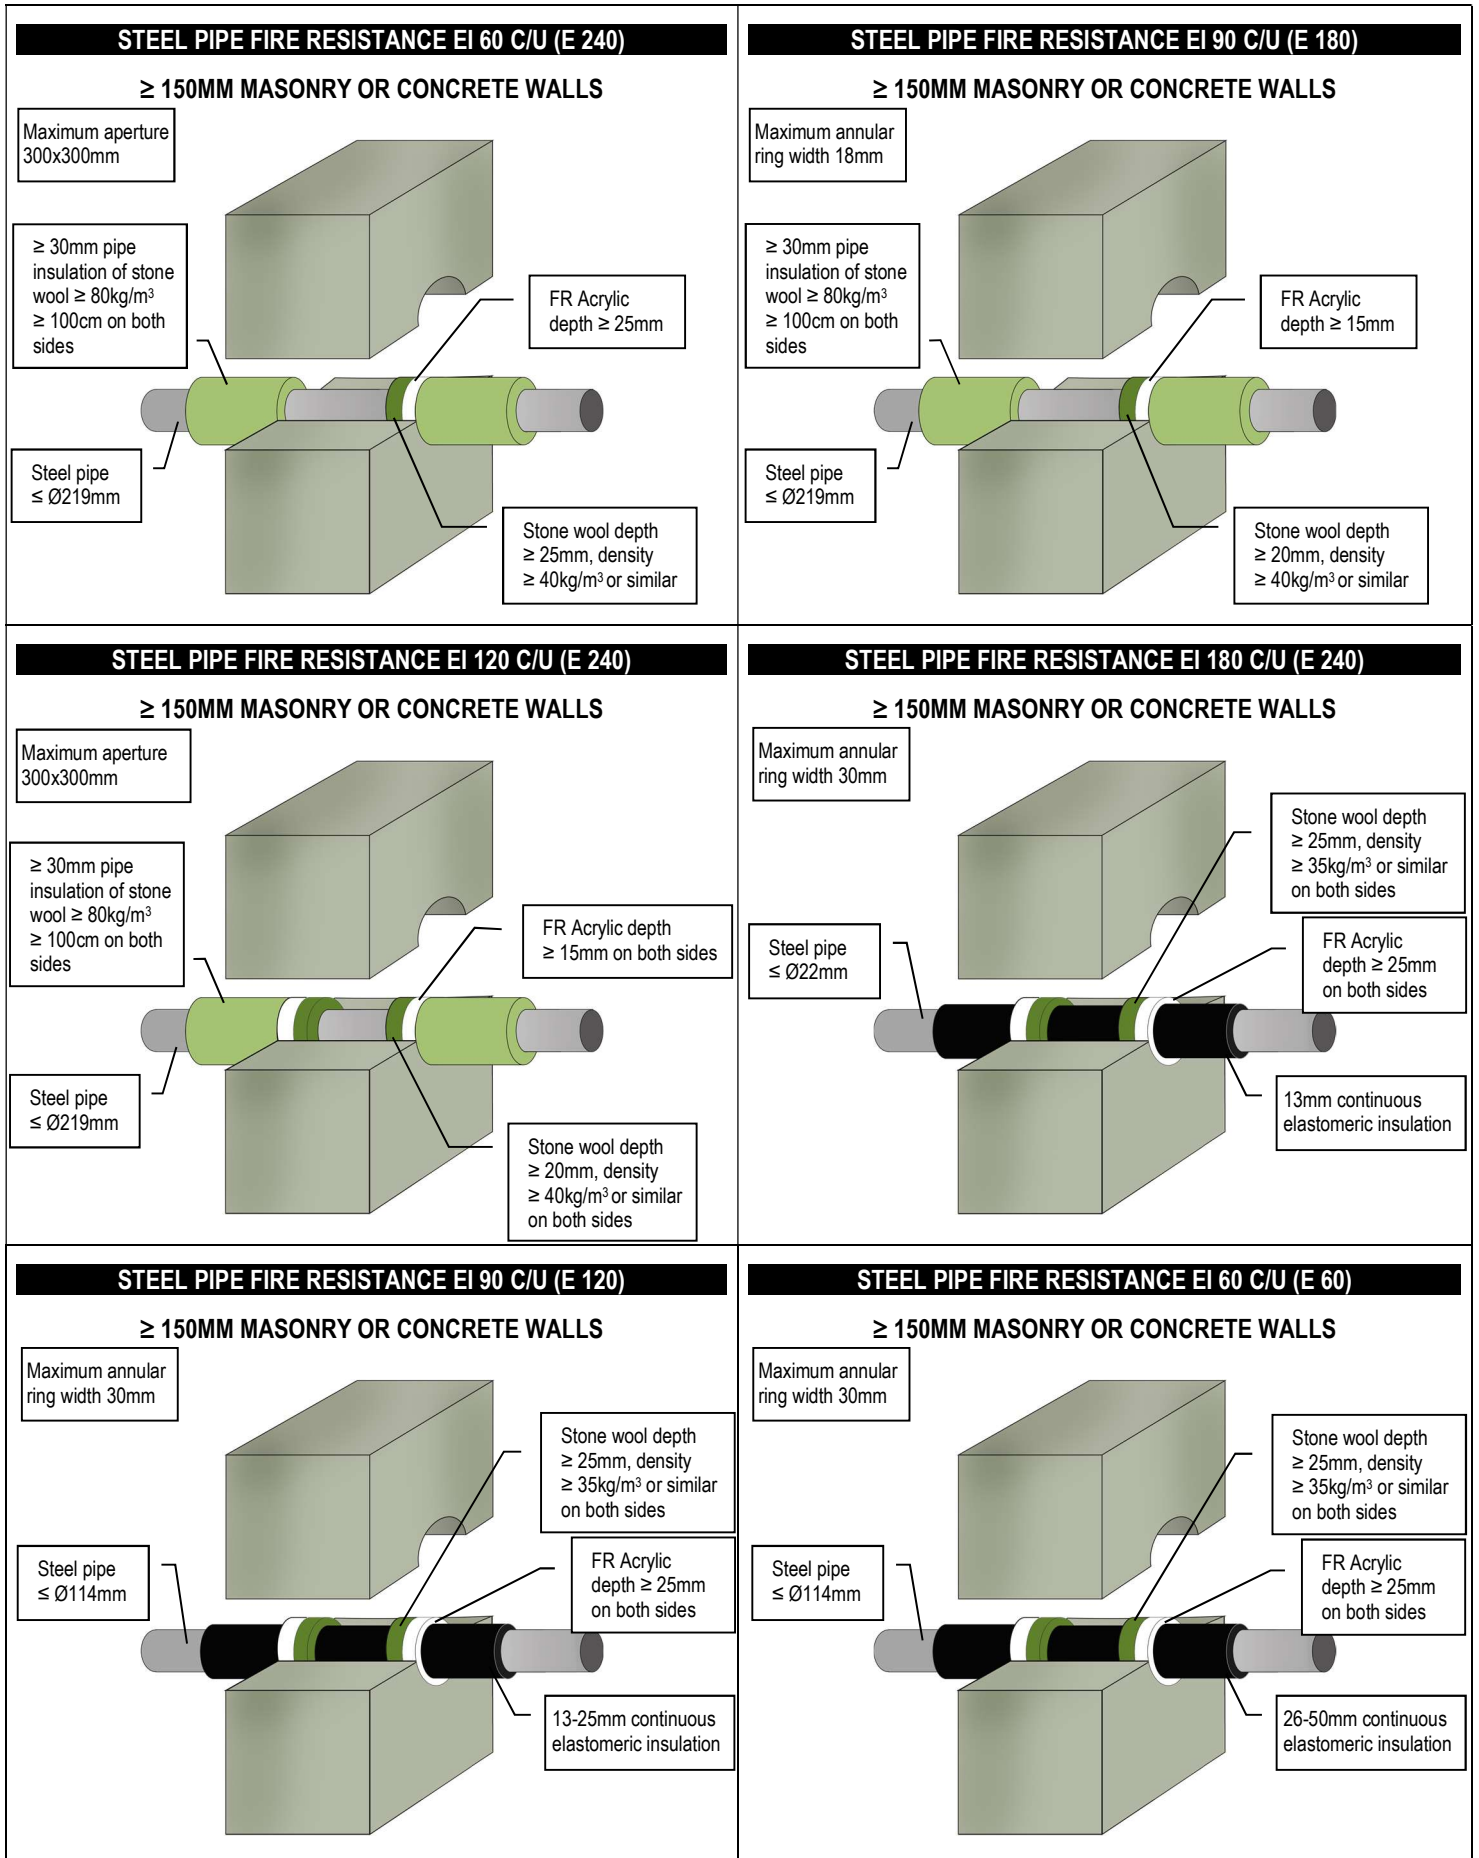 STEEL PIPE FIRE RESISTANCE EI 60 C/U (E 240)
≥ 150MM MASONRY OR CONCRETE WALLS
Maximum aperture
300x300mm
≥ 30mm pipe
insulation of stone
wool ≥ 80kg/m³
≥ 100cm on both
sides
FR Acrylic
depth ≥ 25mm
Steel pipe
≤ Ø219mm
Stone wool depth
≥ 25mm, density
≥ 40kg/m³ or similar
STEEL PIPE FIRE RESISTANCE EI 90 C/U (E 180)
≥ 150MM MASONRY OR CONCRETE WALLS
Maximum annular
ring width 18mm
≥ 30mm pipe
insulation of stone
wool ≥ 80kg/m³
≥ 100cm on both
sides
FR Acrylic
depth ≥ 15mm
Steel pipe
≤ Ø219mm
Stone wool depth
≥ 20mm, density
≥ 40kg/m³ or similar
STEEL PIPE FIRE RESISTANCE EI 120 C/U (E 240)
≥ 150MM MASONRY OR CONCRETE WALLS
Maximum aperture
300x300mm
≥ 30mm pipe
insulation of stone
wool ≥ 80kg/m³
≥ 100cm on both
sides
FR Acrylic depth
≥ 15mm on both sides
Steel pipe
≤ Ø219mm
Stone wool depth
≥ 20mm, density
≥ 40kg/m³ or similar
on both sides
STEEL PIPE FIRE RESISTANCE EI 180 C/U (E 240)
≥ 150MM MASONRY OR CONCRETE WALLS
Maximum annular
ring width 30mm
Stone wool depth
≥ 25mm, density
≥ 35kg/m³ or similar
on both sides
Steel pipe
≤ Ø22mm
FR Acrylic
depth ≥ 25mm
on both sides
13mm continuous
elastomeric insulation
STEEL PIPE FIRE RESISTANCE EI 90 C/U (E 120)
≥ 150MM MASONRY OR CONCRETE WALLS
Maximum annular
ring width 30mm
Stone wool depth
≥ 25mm, density
≥ 35kg/m³ or similar
on both sides
Steel pipe
≤ Ø114mm
FR Acrylic
depth ≥ 25mm
on both sides
13-25mm continuous
elastomeric insulation
STEEL PIPE FIRE RESISTANCE EI 60 C/U (E 60)
≥ 150MM MASONRY OR CONCRETE WALLS
Maximum annular
ring width 30mm
Stone wool depth
≥ 25mm, density
≥ 35kg/m³ or similar
on both sides
Steel pipe
≤ Ø114mm
FR Acrylic
depth ≥ 25mm
on both sides
26-50mm continuous
elastomeric insulation